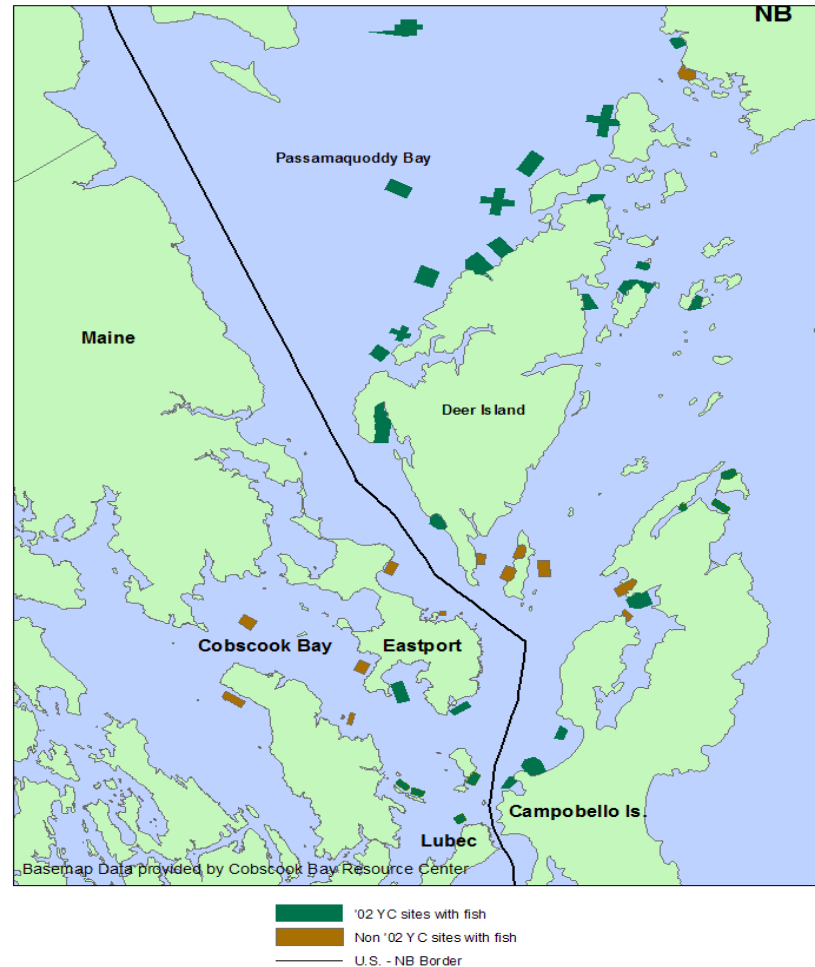 NB
Passamaquoddy Bay
Maine
Deer Island
Cobscook Bay
Eastport
Campobello Is.
Lubec
Basemap Data provided by Cobscook Bay Resource Center
'02 YC sites with fish
Non '02 YC sites with fish
U.S. - NB Border